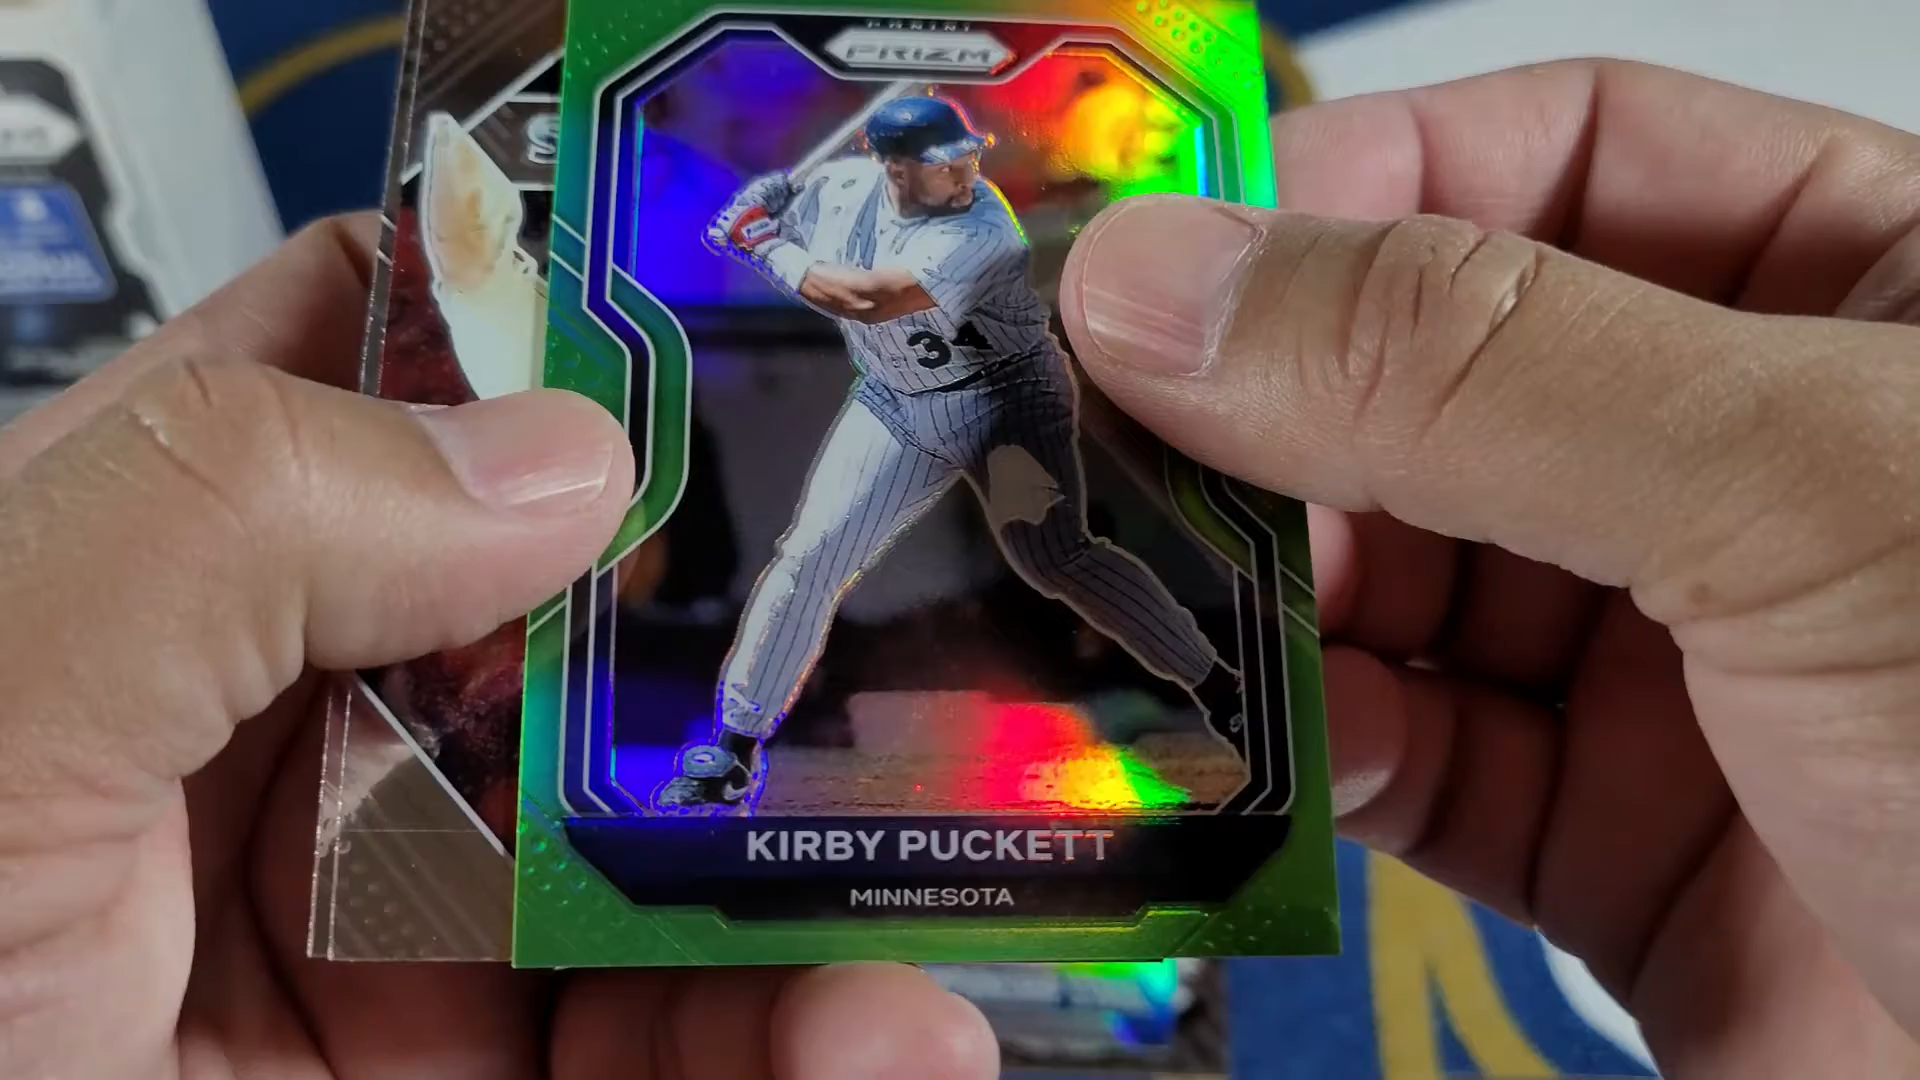 PANINI
PRIZM
34
KIRBY PUCKETT
MINNESOTA